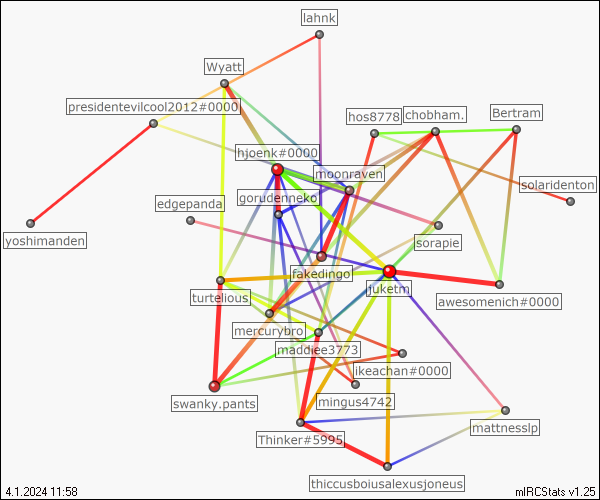 lahnk
Wyatt
presidentevilcool2012#0000
hos8778
chobham.
Bertram
hjoenk#0000
moonraven
solaridenton
edgepanda
gorudenneko
yoshimanden
sorapie
fakedingo
juketm
turtelious
awesomenich#0000
mercurybro
maddiee3773
likeachan#0000
swanky.pants
mingus4742
Thinker#5995
mattnesslp
thiccusboiusalexusjoneus
4.1.2024 11:58
mIRCStats v1.25